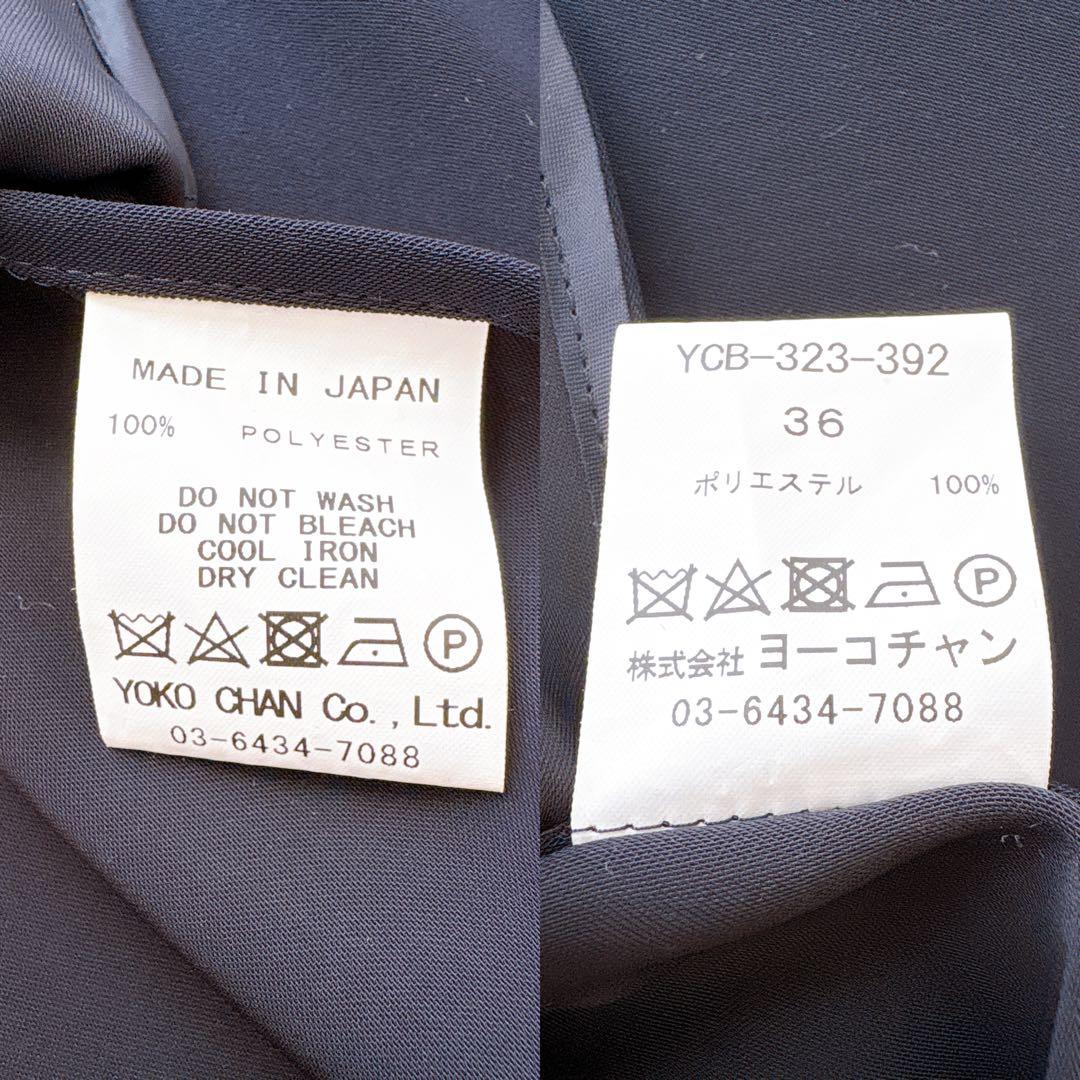 MADE IN JAPAN
100% POLYESTER
DO NOT WASH
DO NOT BLEACH
COOL IRON
DRY CLEAN
P
YOKO CHAN Co.,Ltd.
03-6434-7088
YCB-323-392
36
ポリエステル 100%
P
株式会社 ヨーコチャン
03-6434-7088